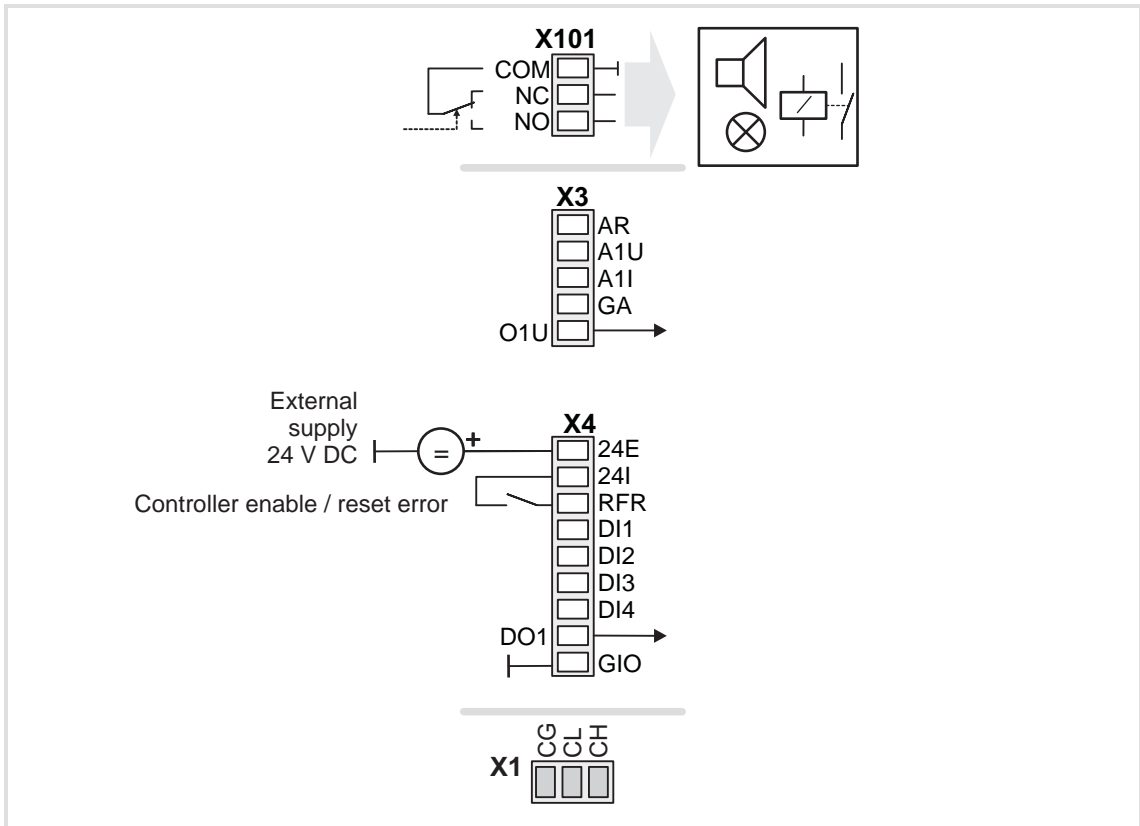 X101
COM
NC
NO
X3
AR
A1U
A1I
GA
O1U
External
supply
24 V DC
=
+
X4
24E
24I
Controller enable / reset error
RFR
DI1
DI2
DI3
DI4
DO1
GIO
X1
CG
CL
CH